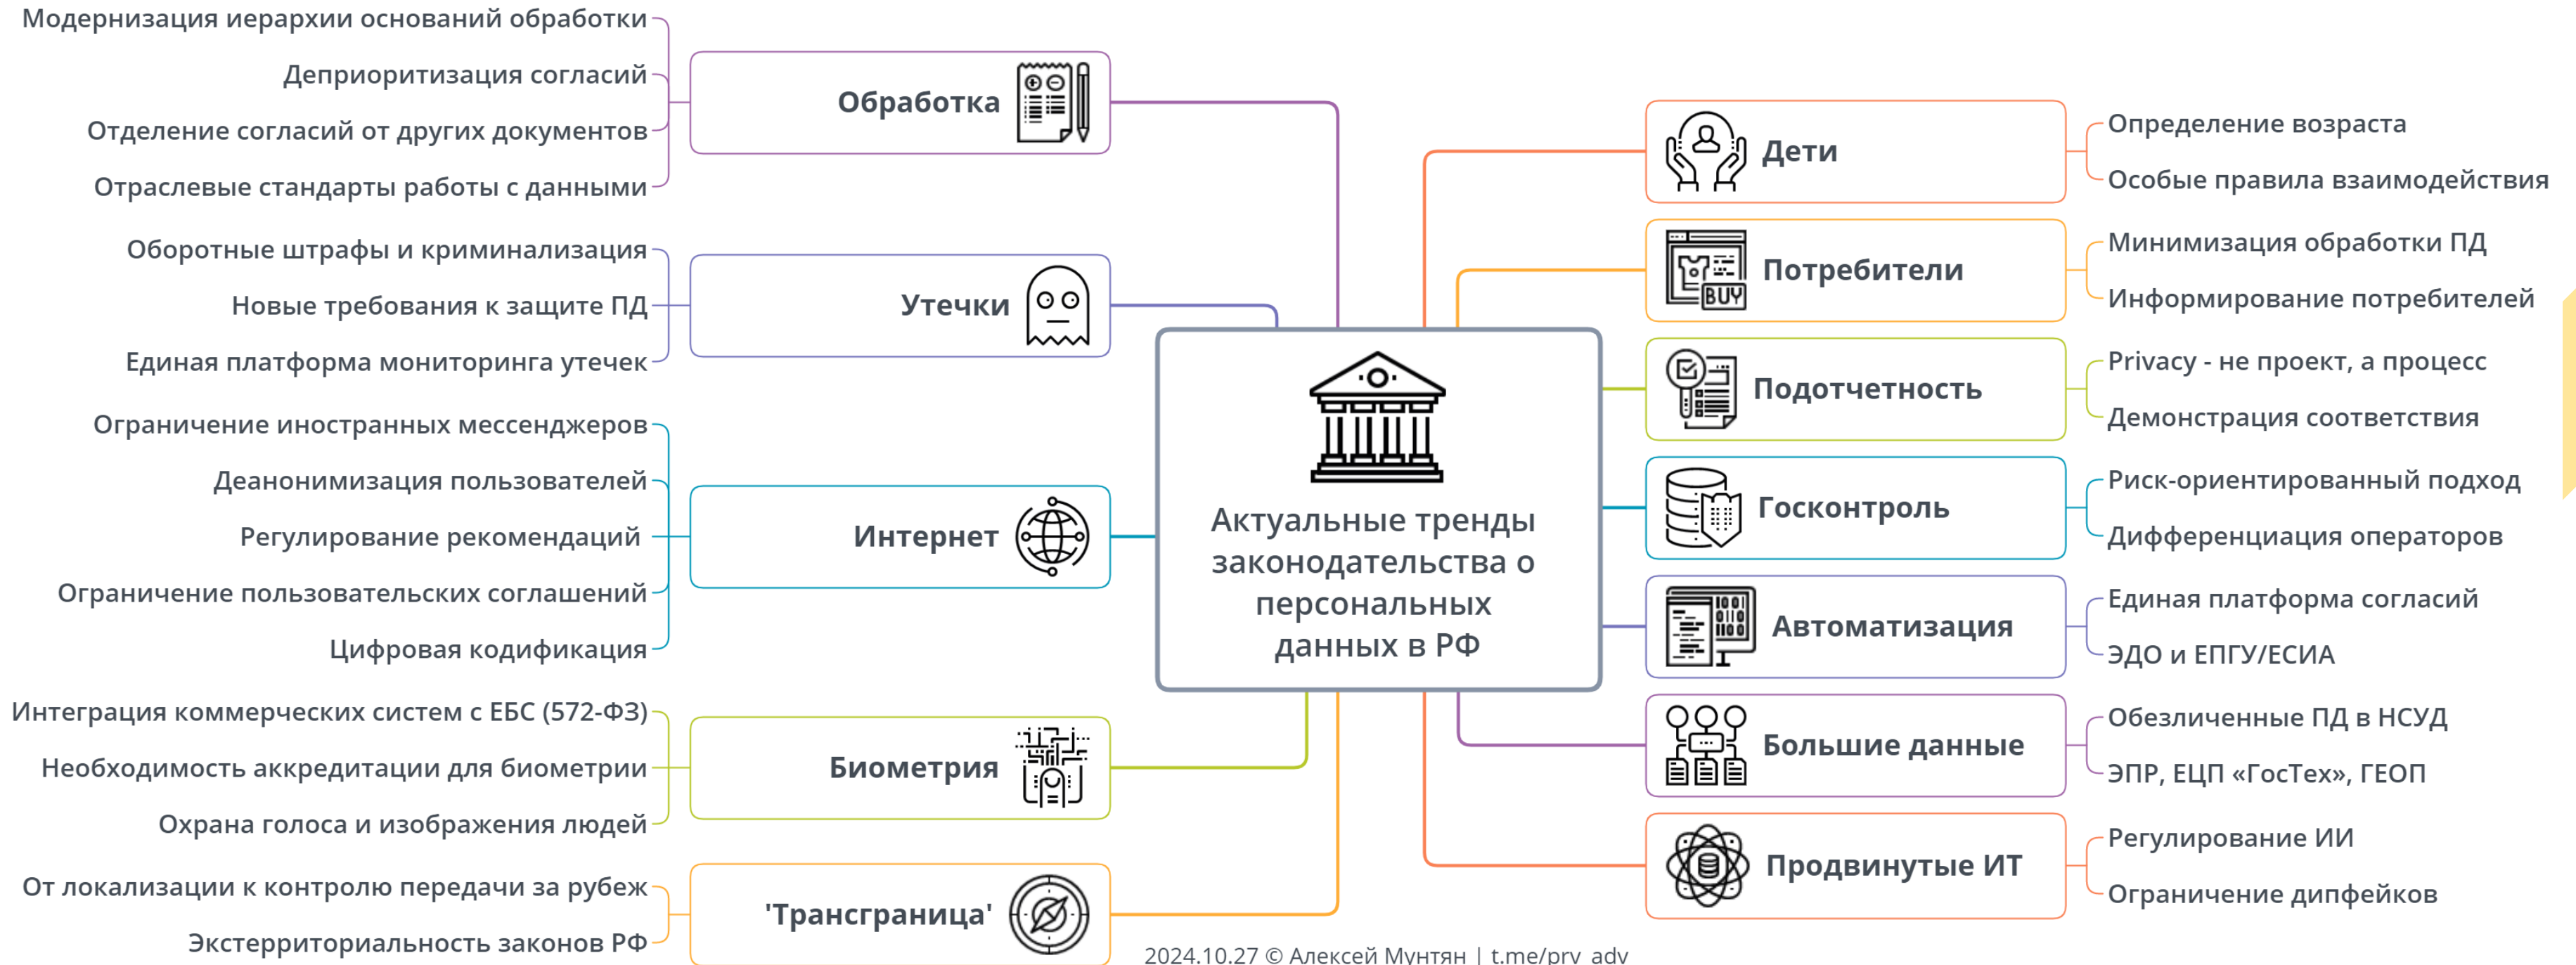 Модернизация иерархии оснований обработки
Деприоритизация согласий
Отделение согласий от других документов
Отраслевые стандарты работы с данными
Обработка
Оборотные штрафы и криминализация
Новые требования к защите ПД
Единая платформа мониторинга утечек
Утечки
Ограничение иностранных мессенджеров
Деанонимизация пользователей
Регулирование рекомендаций
Ограничение пользовательских соглашений
Цифровая кодификация
Интернет
Интеграция коммерческих систем с ЕБС (572-ФЗ)
Необходимость аккредитации для биометрии
Охрана голоса и изображения людей
Биометрия
От локализации к контролю передачи за рубеж
Экстерриториальность законов РФ
'Трансграница'
Актуальные тренды
законодательства о
персональных
данных в РФ
Дети
Определение возраста
Особые правила взаимодействия
BUY
Потребители
Минимизация обработки ПД
Информирование потребителей
Подотчетность
Privacy - не проект, а процесс
Демонстрация соответствия
Госконтроль
Риск-ориентированный подход
Дифференциация операторов
Автоматизация
Единая платформа согласий
ЭДО и ЕПГУ/ЕСИА
Большие данные
Обезличенные ПД в НСУД
ЭПР, ЕЦП «ГосТех», ГЕОП
Продвинутые ИТ
Регулирование ИИ
Ограничение дипфейков
2024.10.27 © Алексей Мунтян | t.me/prv_adv